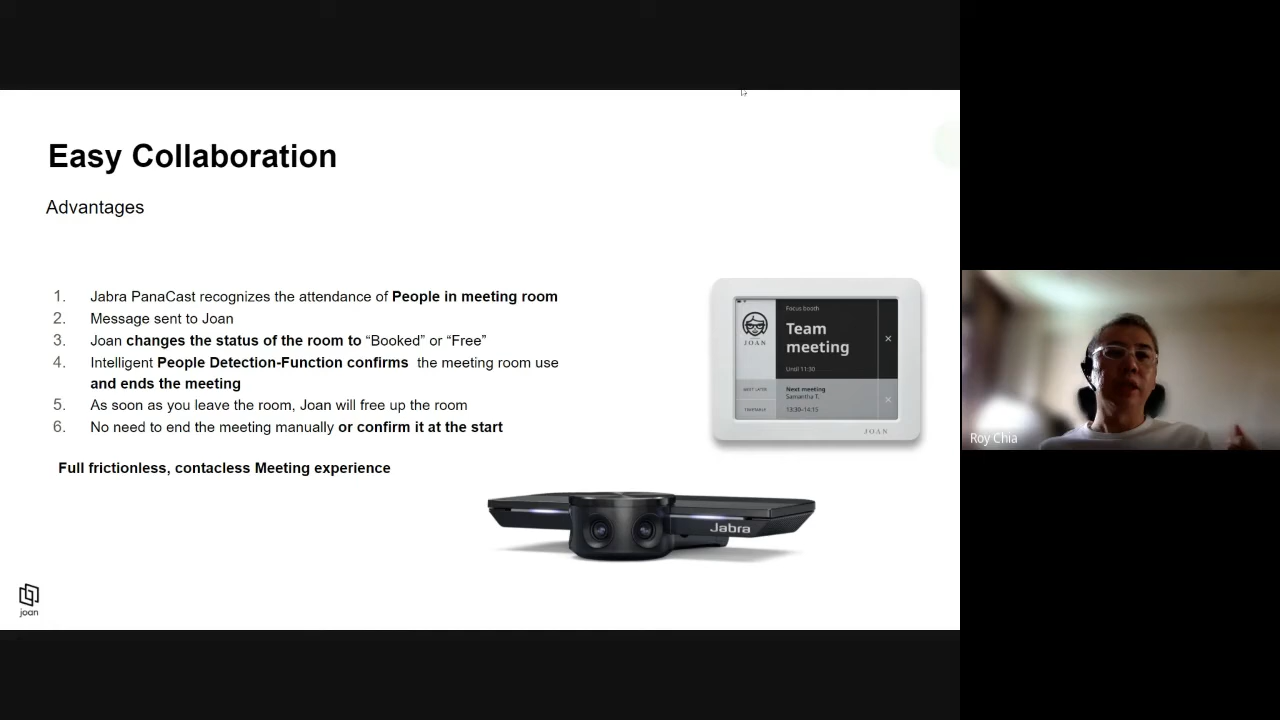 Easy Collaboration
Advantages
1. Jabra PanaCast recognizes the attendance of People in meeting room
2. Message sent to Joan
3. Joan changes the status of the room to “Booked” or “Free”
4. Intelligent People Detection-Function confirms the meeting room use
and ends the meeting
5. As soon as you leave the room, Joan will free up the room
6. No need to end the meeting manually or confirm it at the start
Full frictionless, contacless Meeting experience
JOAN
Focus booth
Team
meeting
Until 11:30
Next meeting
Samantha T.
13:30-14:15
MEET LATER
TIMETABLE
JOAN
Jabra
joan
Roy Chia